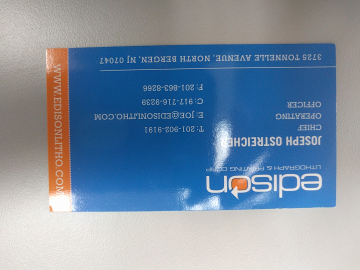 edison
LITHOGRAPH & PRINTING CORP
JOSEPH OSTREICHER
CHIEF
OPERATING
OFFICER
T: 201-902-9191
E: JOE@EDISONLITHO.COM
C: 917-716-9239
F: 201-863-8266
3725 TONNELLE AVENUE, NORTH BERGEN, NJ 07047
WWW.EDISONLITHO.COM